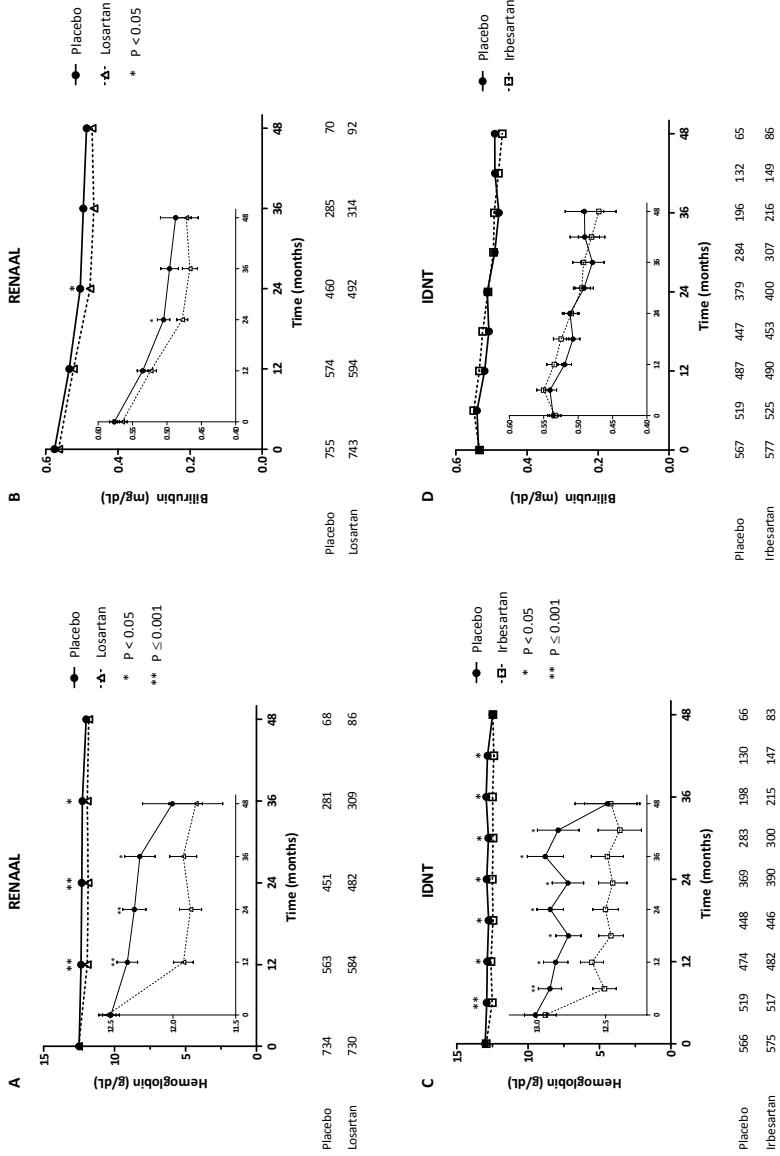 A
RENAAL
Hemoglobin (g/dL)
15
10
5
0
** ** *
12.5
12.0
11.5
** ** *
0 12 24 36 48
0 12 24 36 48
Time (months)
Placebo
Losartan
* P < 0.05
** P ≤ 0.001
Placebo 734 563 451 281 68
Losartan 730 584 482 309 86
B
RENAAL
Bilirubin (mg/dL)
0.6
0.4
0.2
0.0
*
0.60
0.55
0.50
0.45
0.40
*
0 12 24 36 48
0 12 24 36 48
Time (months)
Placebo
Losartan
* P < 0.05
Placebo 755 574 460 285 70
Losartan 743 594 492 314 92
C
IDNT
Hemoglobin (g/dL)
15
10
5
0
** * * * * * *
13.0
12.5
** * * * * * *
0 12 24 36 48
0 12 24 36 48
Time (months)
Placebo
Irbesartan
* P < 0.05
** P ≤ 0.001
Placebo 566 519 474 448 369 283 198 130 66
Irbesartan 575 517 482 446 390 300 215 147 83
D
IDNT
Bilirubin (mg/dL)
0.6
0.4
0.2
0.0
0.60
0.55
0.50
0.45
0.40
0 12 24 36 48
0 12 24 36 48
Time (months)
Placebo
Irbesartan
Placebo 567 519 487 447 379 284 196 132 65
Irbesartan 577 525 490 453 400 307 216 149 86